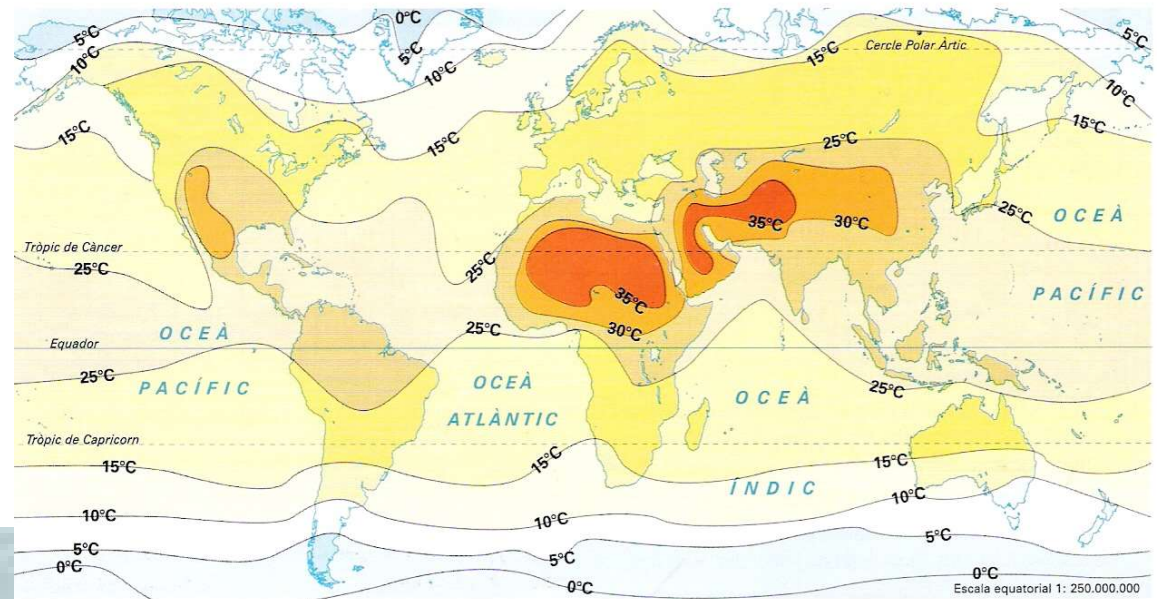 0°C
5°C
5°C
10°C
5°C
10°C
15°C
Cercle Polar Àrtic
5°C
10°C
15°C
15°C
15°C
25°C
35°C
30°C
25°C
OCEÀ
Tròpic de Càncer
25°C
25°C
35°C
PACÍFIC
30°C
OCEÀ
25°C
Equador
25°C
PACÍFIC
OCEÀ
ATLÀNTIC
OCEÀ
25°C
Tròpic de Capricorn
15°C
15°C
15°C
ÍNDIC
10°C
10°C
10°C
5°C
5°C
5°C
0°C
0°C
0°C
Escala equatorial 1: 250.000.000